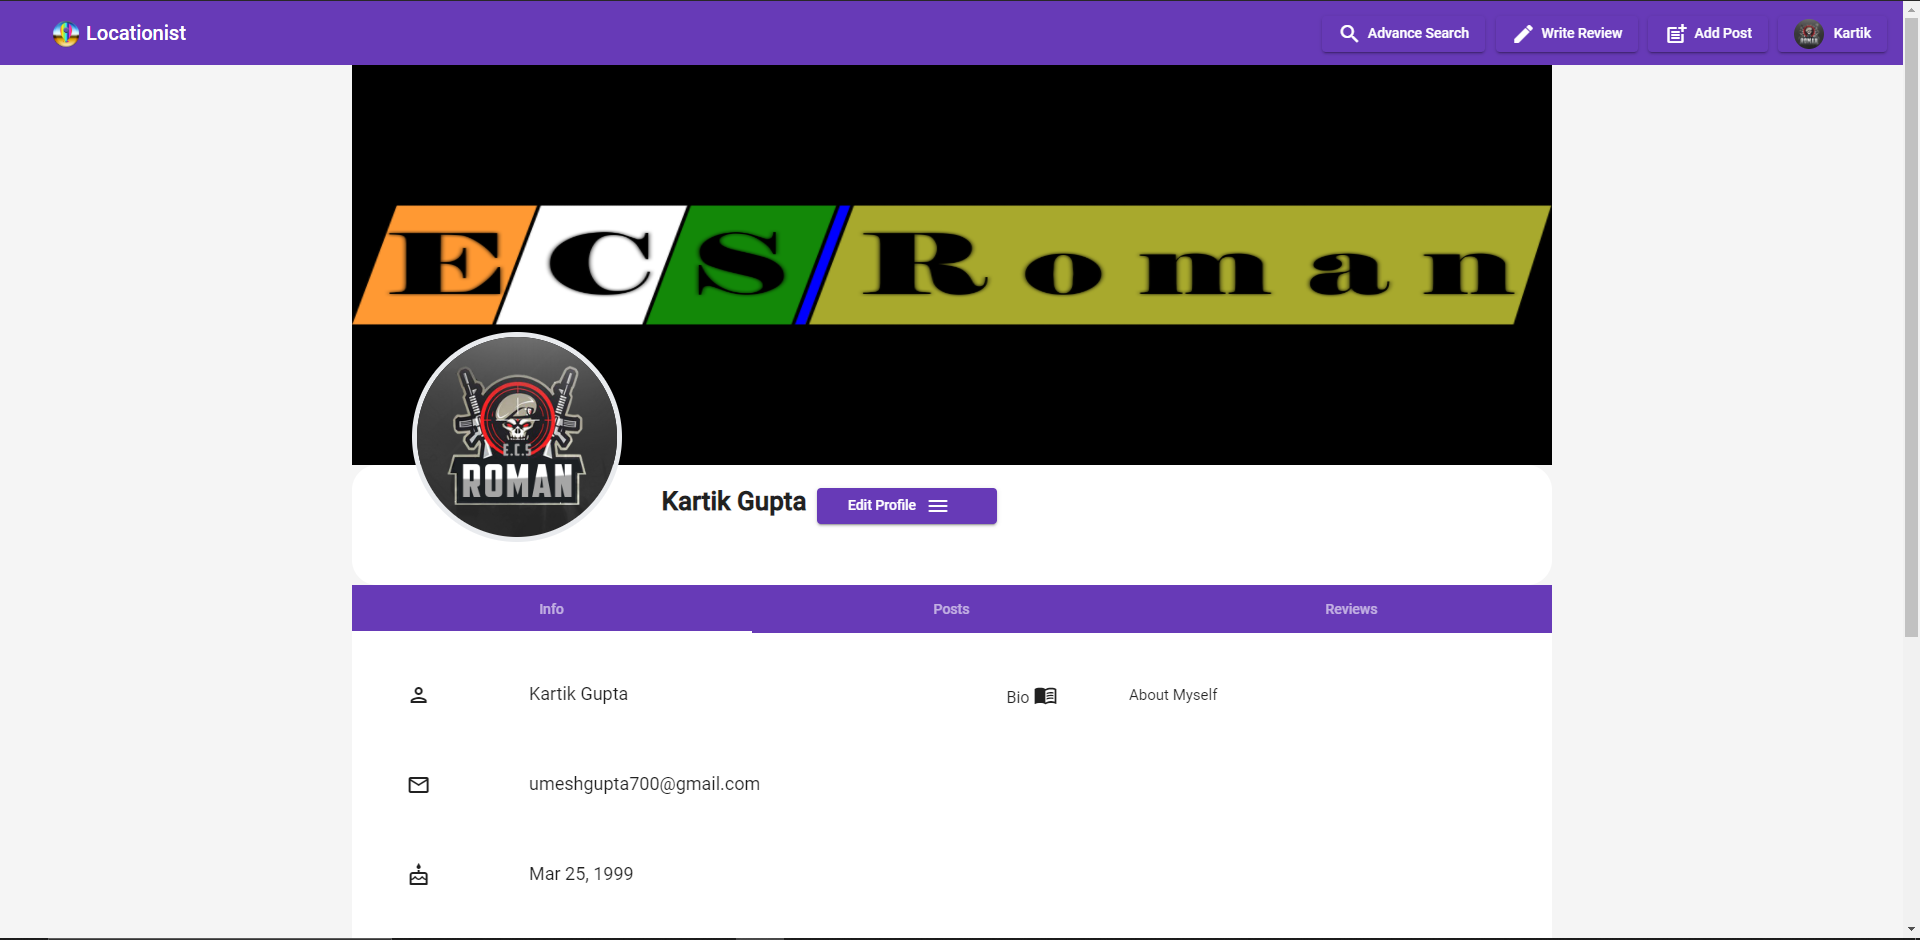 Locationist
Advance Search
Write Review
Add Post
Kartik
ECS Roman
E.C.S
ROMAN
Kartik Gupta
Edit Profile
Info
Posts
Reviews
Kartik Gupta
Bio
About Myself
umeshgupta700@gmail.com
Mar 25, 1999